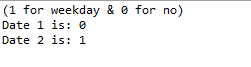 (1 for weekday & 0 for no)
Date 1 is: 0
Date 2 is: 1